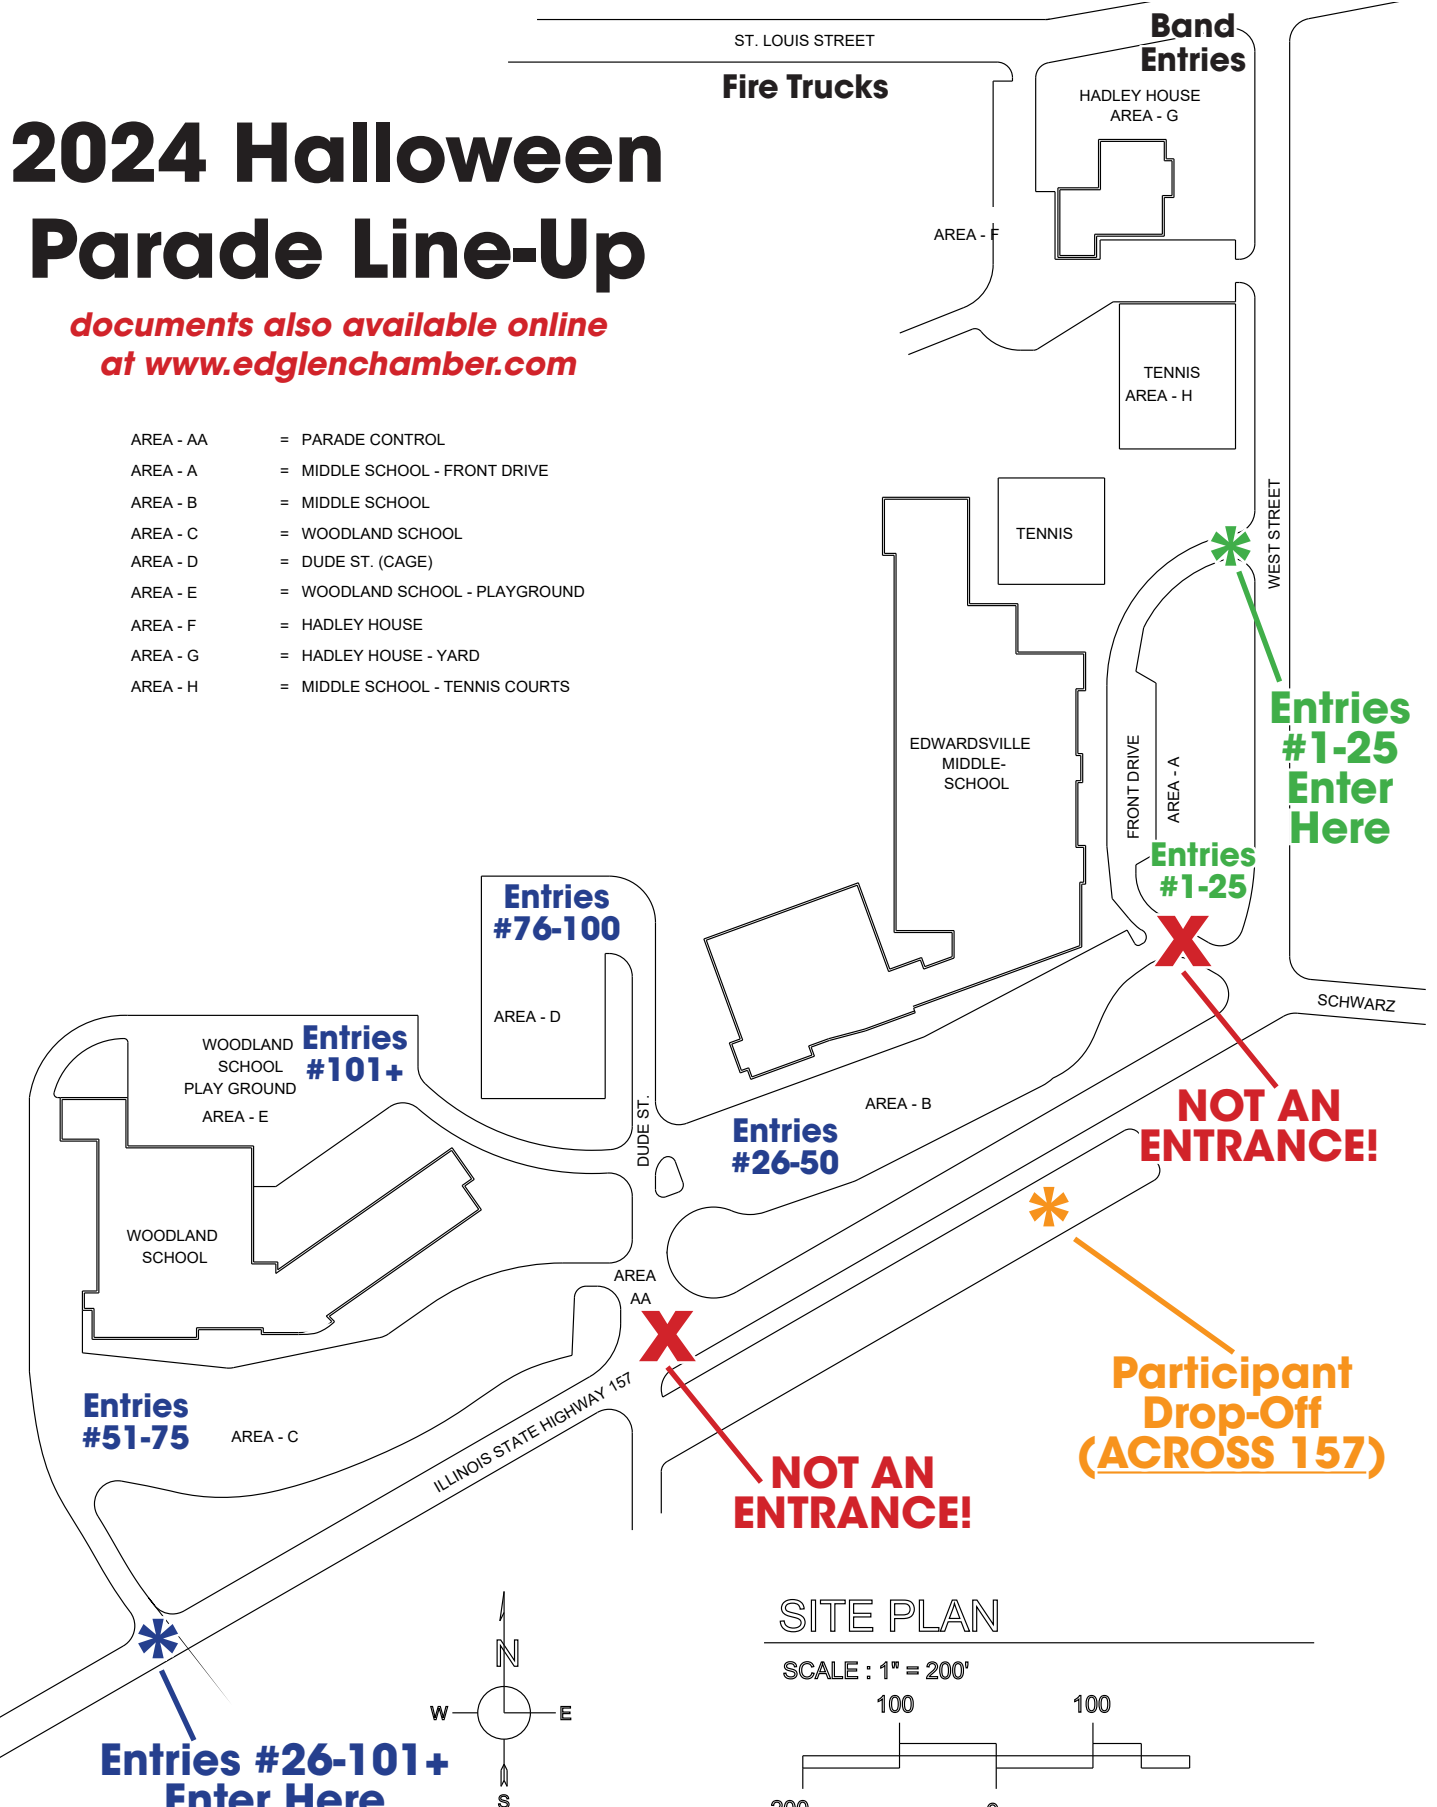 ST. LOUIS STREET
Band
Entries
Fire Trucks
HADLEY HOUSE
AREA - G
2024 Halloween
Parade Line-Up
documents also available online
at www.edglenchamber.com
AREA - F
TENNIS
AREA - H
AREA - AA = PARADE CONTROL
AREA - A = MIDDLE SCHOOL - FRONT DRIVE
AREA - B = MIDDLE SCHOOL
AREA - C = WOODLAND SCHOOL
AREA - D = DUDE ST. (CAGE)
AREA - E = WOODLAND SCHOOL - PLAYGROUND
AREA - F = HADLEY HOUSE
AREA - G = HADLEY HOUSE - YARD
AREA - H = MIDDLE SCHOOL - TENNIS COURTS
TENNIS
WEST STREET
Entries
#1-25
Enter
Here
EDWARDSVILLE
MIDDLE-
SCHOOL
FRONT DRIVE
AREA - A
Entries
#1-25
X
Entries
#76-100
AREA - D
SCHWARZ
WOODLAND
SCHOOL
PLAY GROUND
AREA - E
Entries
#101+
DUDE ST.
AREA - B
Entries
#26-50
NOT AN
ENTRANCE!
WOODLAND
SCHOOL
AREA
AA
X
Participant
Drop-Off
(ACROSS 157)
Entries
#51-75
AREA - C
ILLINOIS STATE HIGHWAY 157
NOT AN
ENTRANCE!
Entries #26-101+
Enter Here
N
W
E
S
SITE PLAN
SCALE : 1" = 200'
100 100
200 0